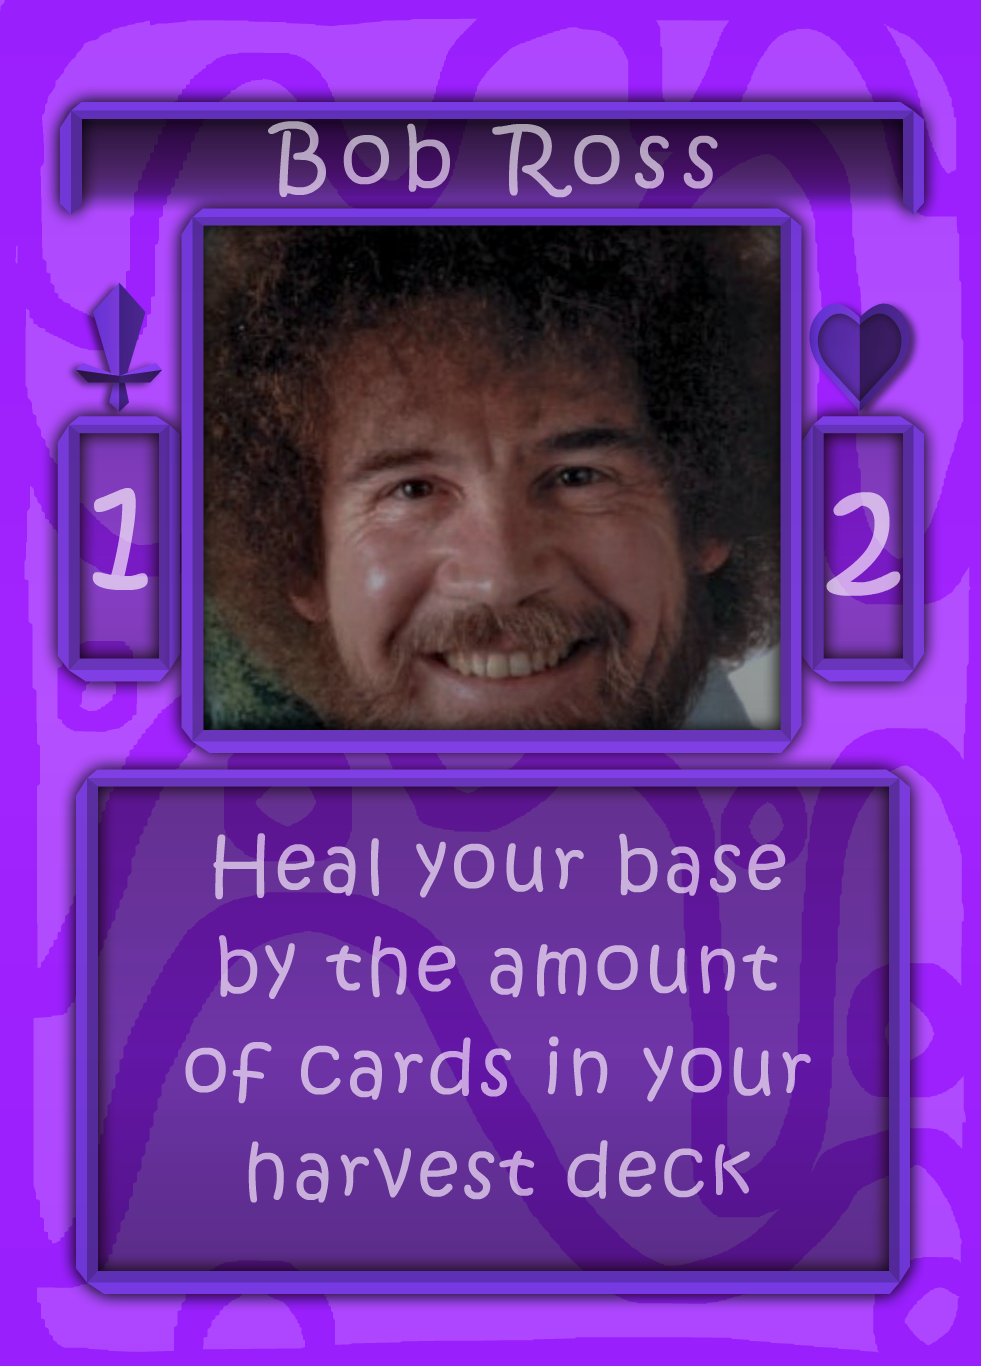 Bob Ross
1
2
Heal your base
by the amount
of cards in your
harvest deck